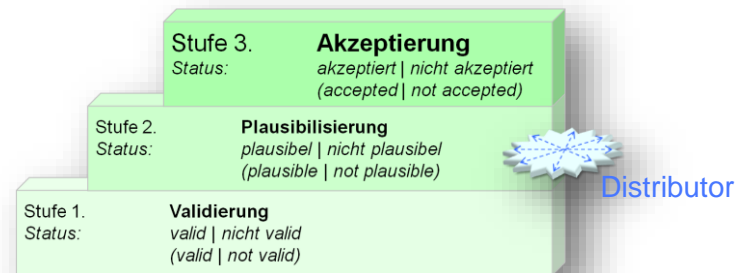 Stufe 3. Akzeptierung
Status: akzeptiert | nicht akzeptiert
(accepted | not accepted)
Stufe 2. Plausibilisierung
Status: plausibel | nicht plausibel
(plausible | not plausible)
Distributor
Stufe 1. Validierung
Status: valid | nicht valid
(valid | not valid)